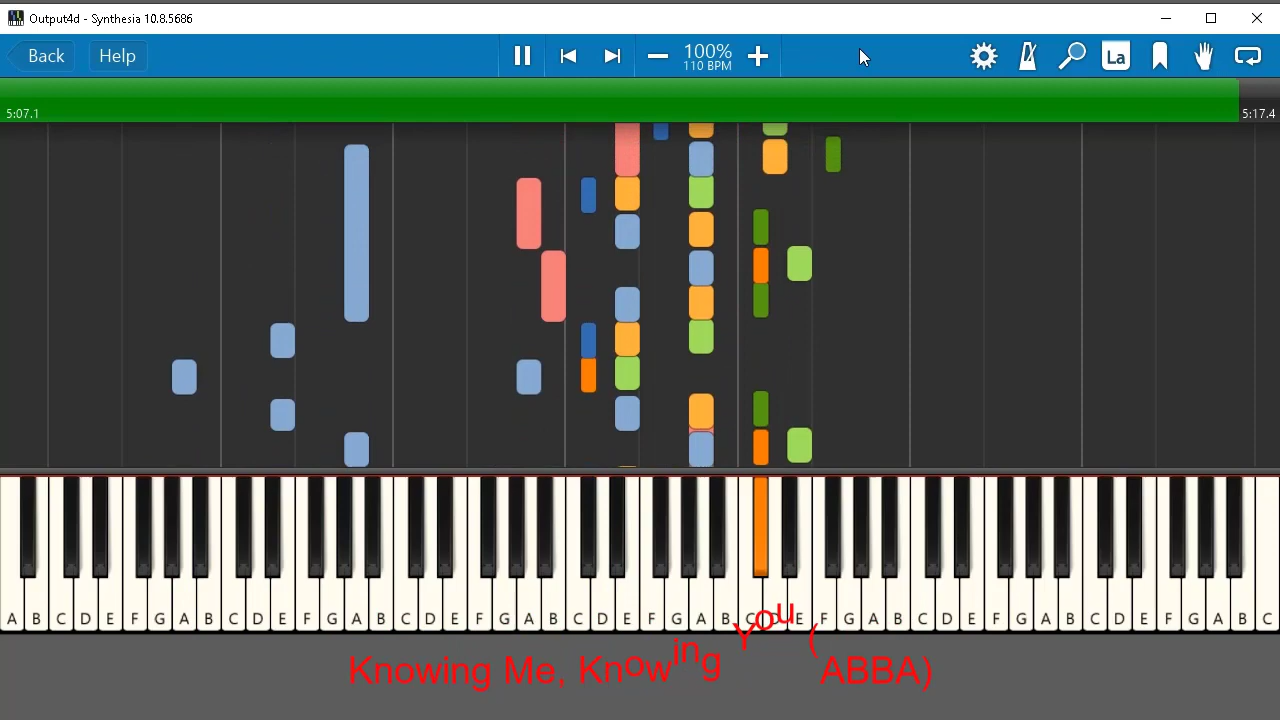 Output4d - Synthesia 10.8.5686
Back Help 100% La
110 BPM
5:07.1 5:17.4
A B C D E F G A B C D E F G A B C D E F G A B C D E F G A B C D E F G A B C D E F G A B C D E F G A B C
Knowing Me, Knowing You (ABBA)